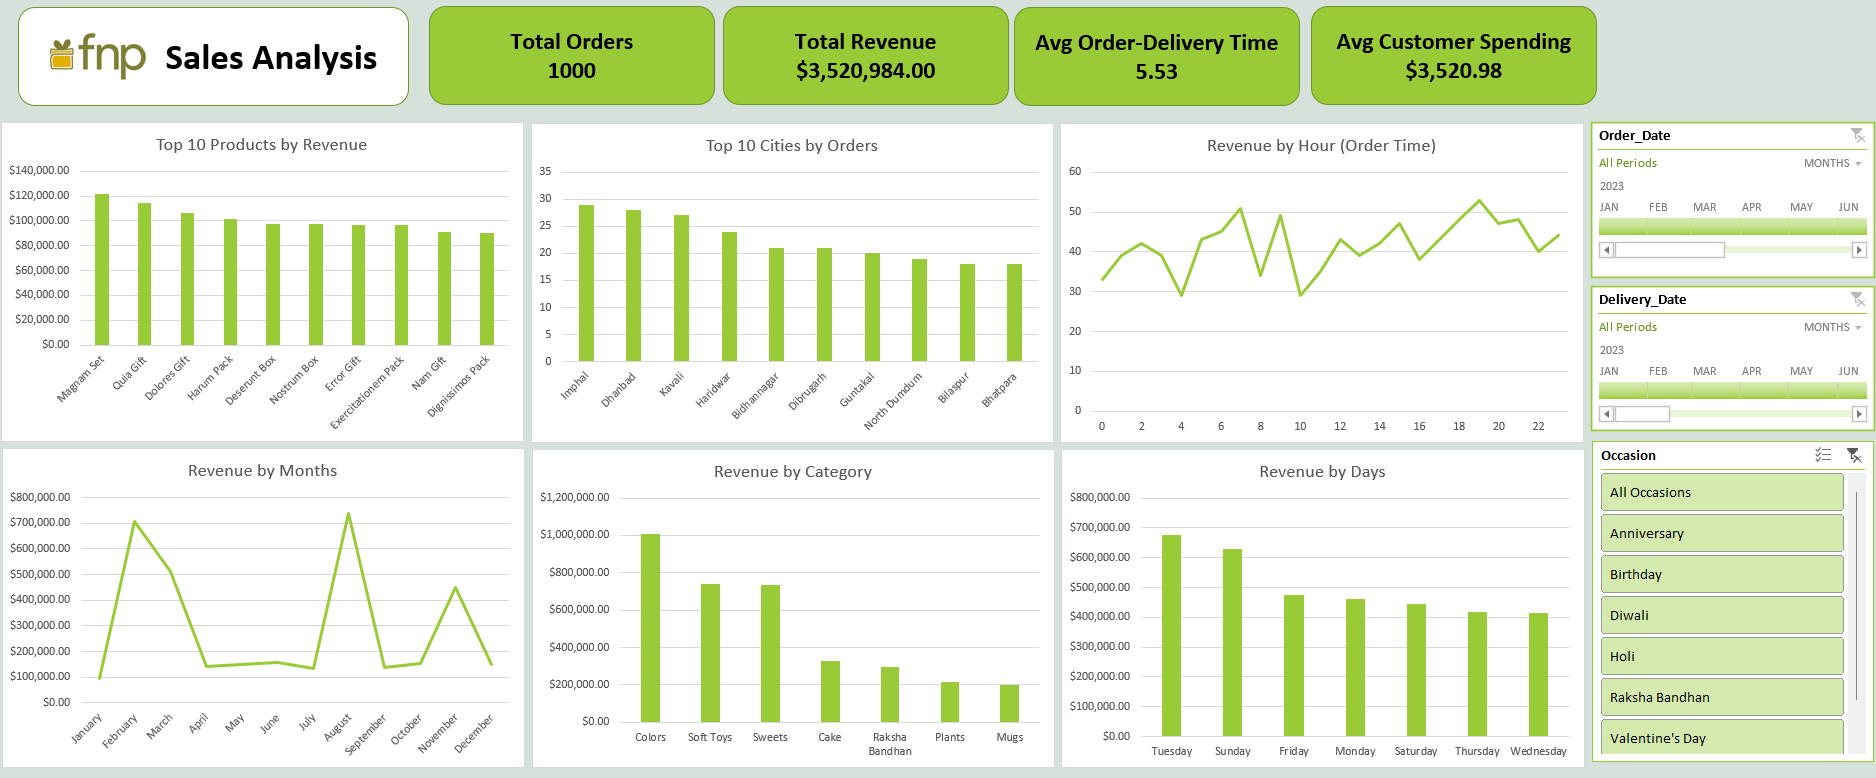 fnp Sales Analysis
Total Orders
1000
Total Revenue
$3,520,984.00
Avg Order-Delivery Time
5.53
Avg Customer Spending
$3,520.98
Top 10 Products by Revenue
$140,000.00
$120,000.00
$100,000.00
$80,000.00
$60,000.00
$40,000.00
$20,000.00
$0.00
Magnam Set
Quia Gift
Dolores Gift
Harum Pack
Deserunt Box
Nostrum Box
Error Gift
Exercitationem Pack
Nam Gift
Dignissimos Pack
Top 10 Cities by Orders
35
30
25
20
15
10
5
0
Imphal
Dhanbad
Kavali
Haridwar
Bidhannagar
Dibrugarh
Guntakal
North Dumdum
Bilaspur
Bhatpara
Revenue by Hour (Order Time)
60
50
40
30
20
10
0
0 2 4 6 8 10 12 14 16 18 20 22
Order_Date
All Periods MONTHS
2023
JAN FEB MAR APR MAY JUN
Delivery_Date
All Periods MONTHS
2023
JAN FEB MAR APR MAY JUN
Revenue by Months
$800,000.00
$700,000.00
$600,000.00
$500,000.00
$400,000.00
$300,000.00
$200,000.00
$100,000.00
$0.00
January
February
March
April
May
June
July
August
September
October
November
December
Revenue by Category
$1,200,000.00
$1,000,000.00
$800,000.00
$600,000.00
$400,000.00
$200,000.00
$0.00
Colors Soft Toys Sweets Cake Raksha Plants Mugs
Bandhan
Revenue by Days
$800,000.00
$700,000.00
$600,000.00
$500,000.00
$400,000.00
$300,000.00
$200,000.00
$100,000.00
$0.00
Tuesday Sunday Friday Monday Saturday Thursday Wednesday
Occasion
All Occasions
Anniversary
Birthday
Diwali
Holi
Raksha Bandhan
Valentine's Day